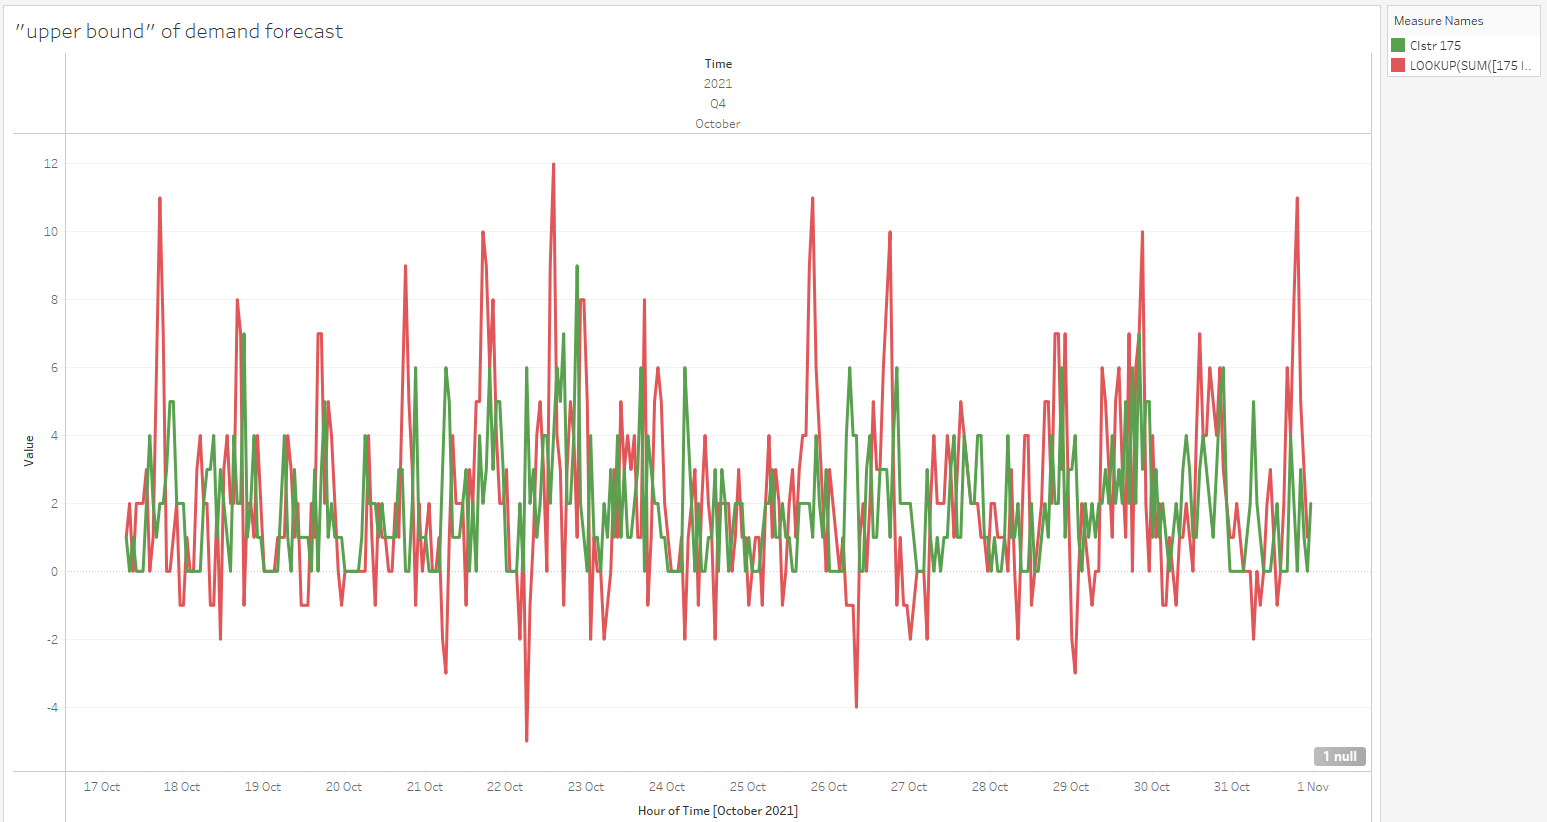 "upper bound" of demand forecast
Time
2021
Q4
October
12
10
8
6
4
2
0
-2
-4
Value
17 Oct
18 Oct
19 Oct
20 Oct
21 Oct
22 Oct
23 Oct
24 Oct
25 Oct
26 Oct
27 Oct
28 Oct
29 Oct
30 Oct
31 Oct
1 Nov
Hour of Time [October 2021]
1 null
Measure Names
Clstr 175
LOOKUP(SUM([175 l..